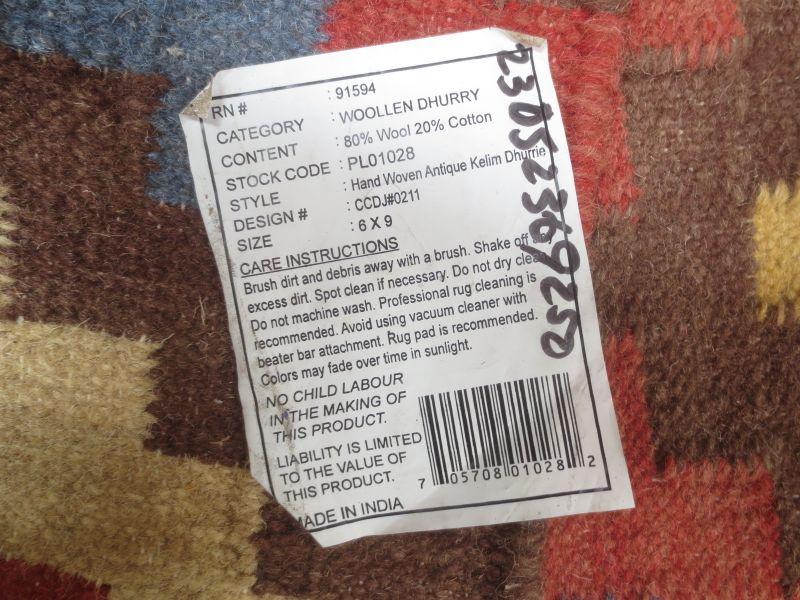 RN # : 91594
CATEGORY : WOOLLEN DHURRY
CONTENT : 80% Wool 20% Cotton
STOCK CODE : PL01028
STYLE : Hand Woven Antique Kelim Dhurrie
DESIGN # : CCDJ#0211
SIZE : 6 X 9
CARE INSTRUCTIONS
Brush dirt and debris away with a brush. Shake off
excess dirt. Spot clean if necessary. Do not dry clean
Do not machine wash. Professional rug cleaning is
recommended. Avoid using vacuum cleaner with
beater bar attachment. Rug pad is recommended.
Colors may fade over time in sunlight.
NO CHILD LABOUR
IN THE MAKING OF
THIS PRODUCT.
LIABILITY IS LIMITED
TO THE VALUE OF
THIS PRODUCT.
MADE IN INDIA
7 05708 01028 2